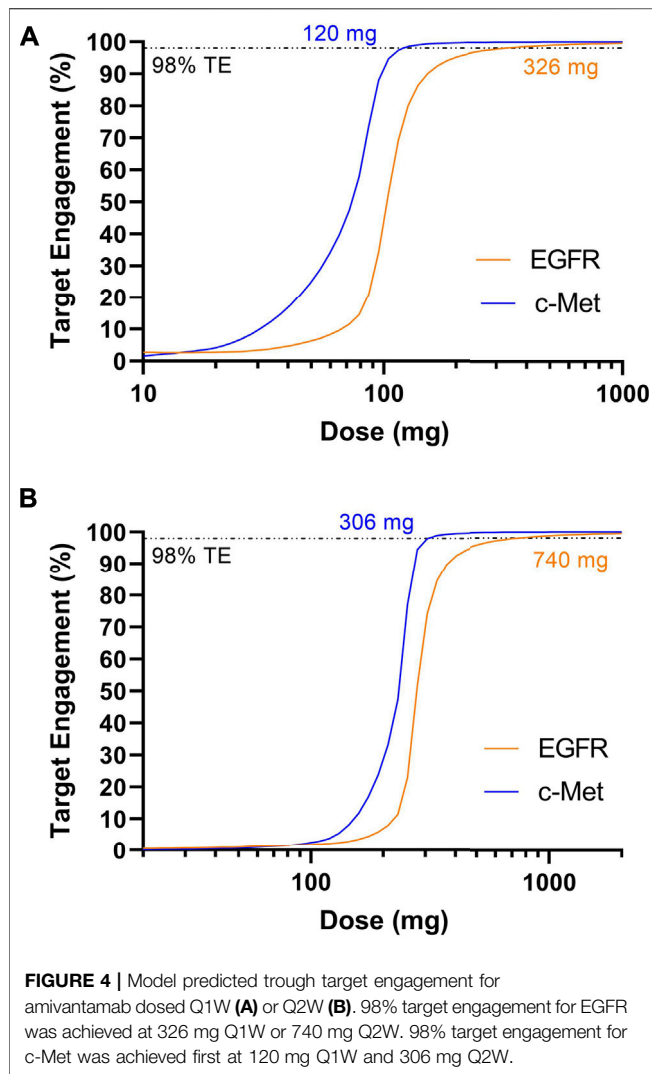 A
120 mg
100
90
80
70
60
50
40
30
20
10
0
98% TE
326 mg
EGFR
c-Met
Target Engagement (%)
10
100
1000
Dose (mg)
B
306 mg
100
90
80
70
60
50
40
30
20
10
0
98% TE
740 mg
EGFR
c-Met
Target Engagement (%)
100
1000
Dose (mg)
FIGURE 4 | Model predicted trough target engagement for
amivantamab dosed Q1W (A) or Q2W (B). 98% target engagement for EGFR
was achieved at 326 mg Q1W or 740 mg Q2W. 98% target engagement for
c-Met was achieved first at 120 mg Q1W and 306 mg Q2W.